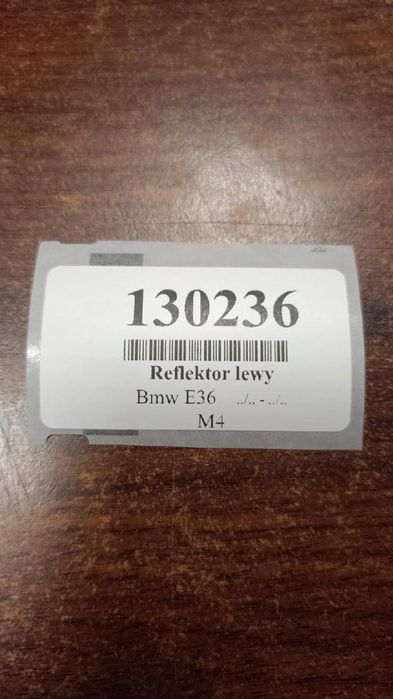 130236
Reflektor lewy
Bmw E36 ../.. - ../..
M4